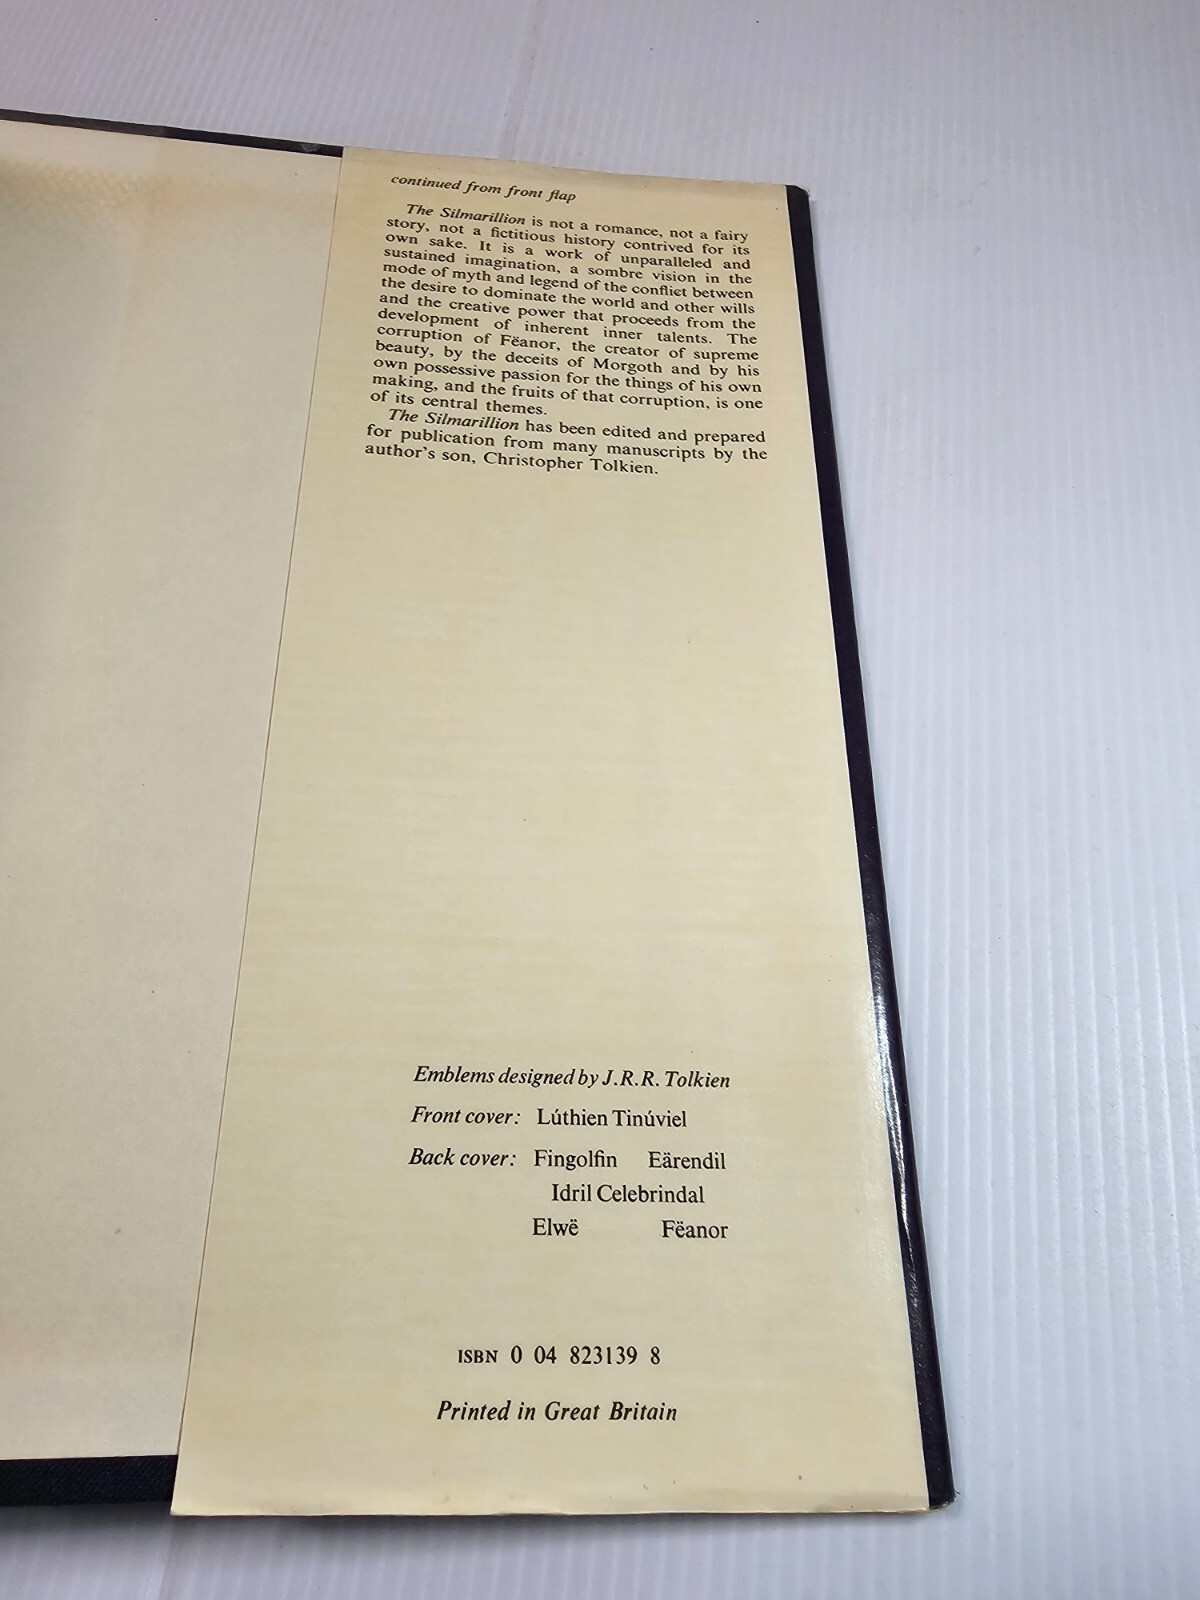 continued from front flap
The Silmarillion is not a romance, not a fairy
story, not a fictitious history contrived for its
own sake. It is a work of unparalleled and
sustained imagination, a sombre vision in the
mode of myth and legend of the conflict between
the desire to dominate the world and other wills
and the creative power that proceeds from the
development of inherent inner talents. The
corruption of Fëanor, the creator of supreme
beauty, by the deceits of Morgoth and by his
own possessive passion for the things of his own
making, and the fruits of that corruption, is one
of its central themes.
The Silmarillion has been edited and prepared
for publication from many manuscripts by the
author's son, Christopher Tolkien.
Emblems designed by J.R.R. Tolkien
Front cover: Lúthien Tinúviel
Back cover: Fingolfin Eärendil
Idril Celebrindal
Elwë Fëanor
ISBN 0 04 823139 8
Printed in Great Britain